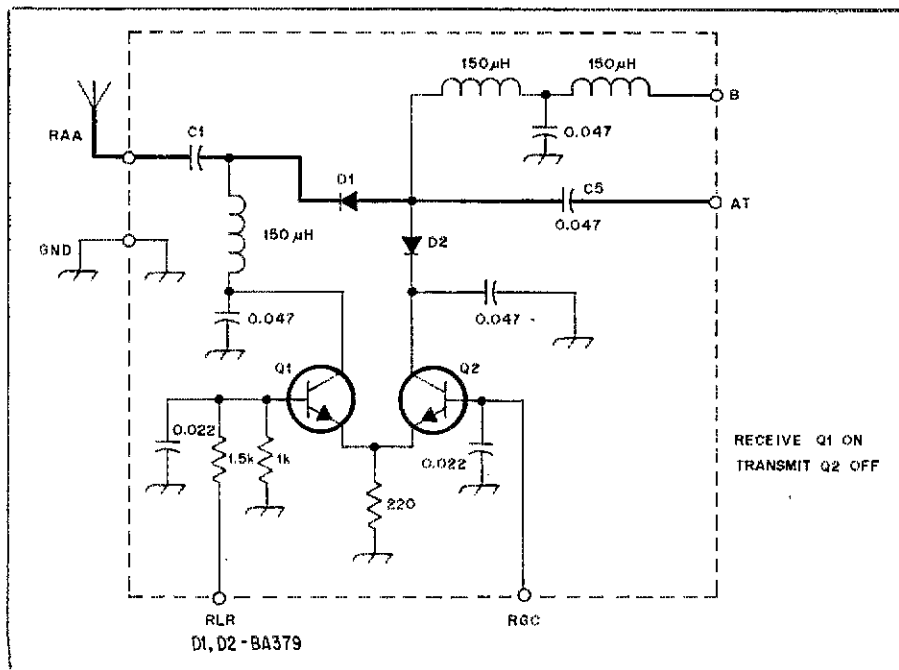 150µH
150µH
B
0.047
RAA
C1
D1
C5
0.047
AT
150µH
D2
GND
0.047
0.047
Q1
Q2
0.022
1.5k
1k
0.022
220
RECEIVE Q1 ON
TRANSMIT Q2 OFF
RLR
RGC
D1, D2-BA379